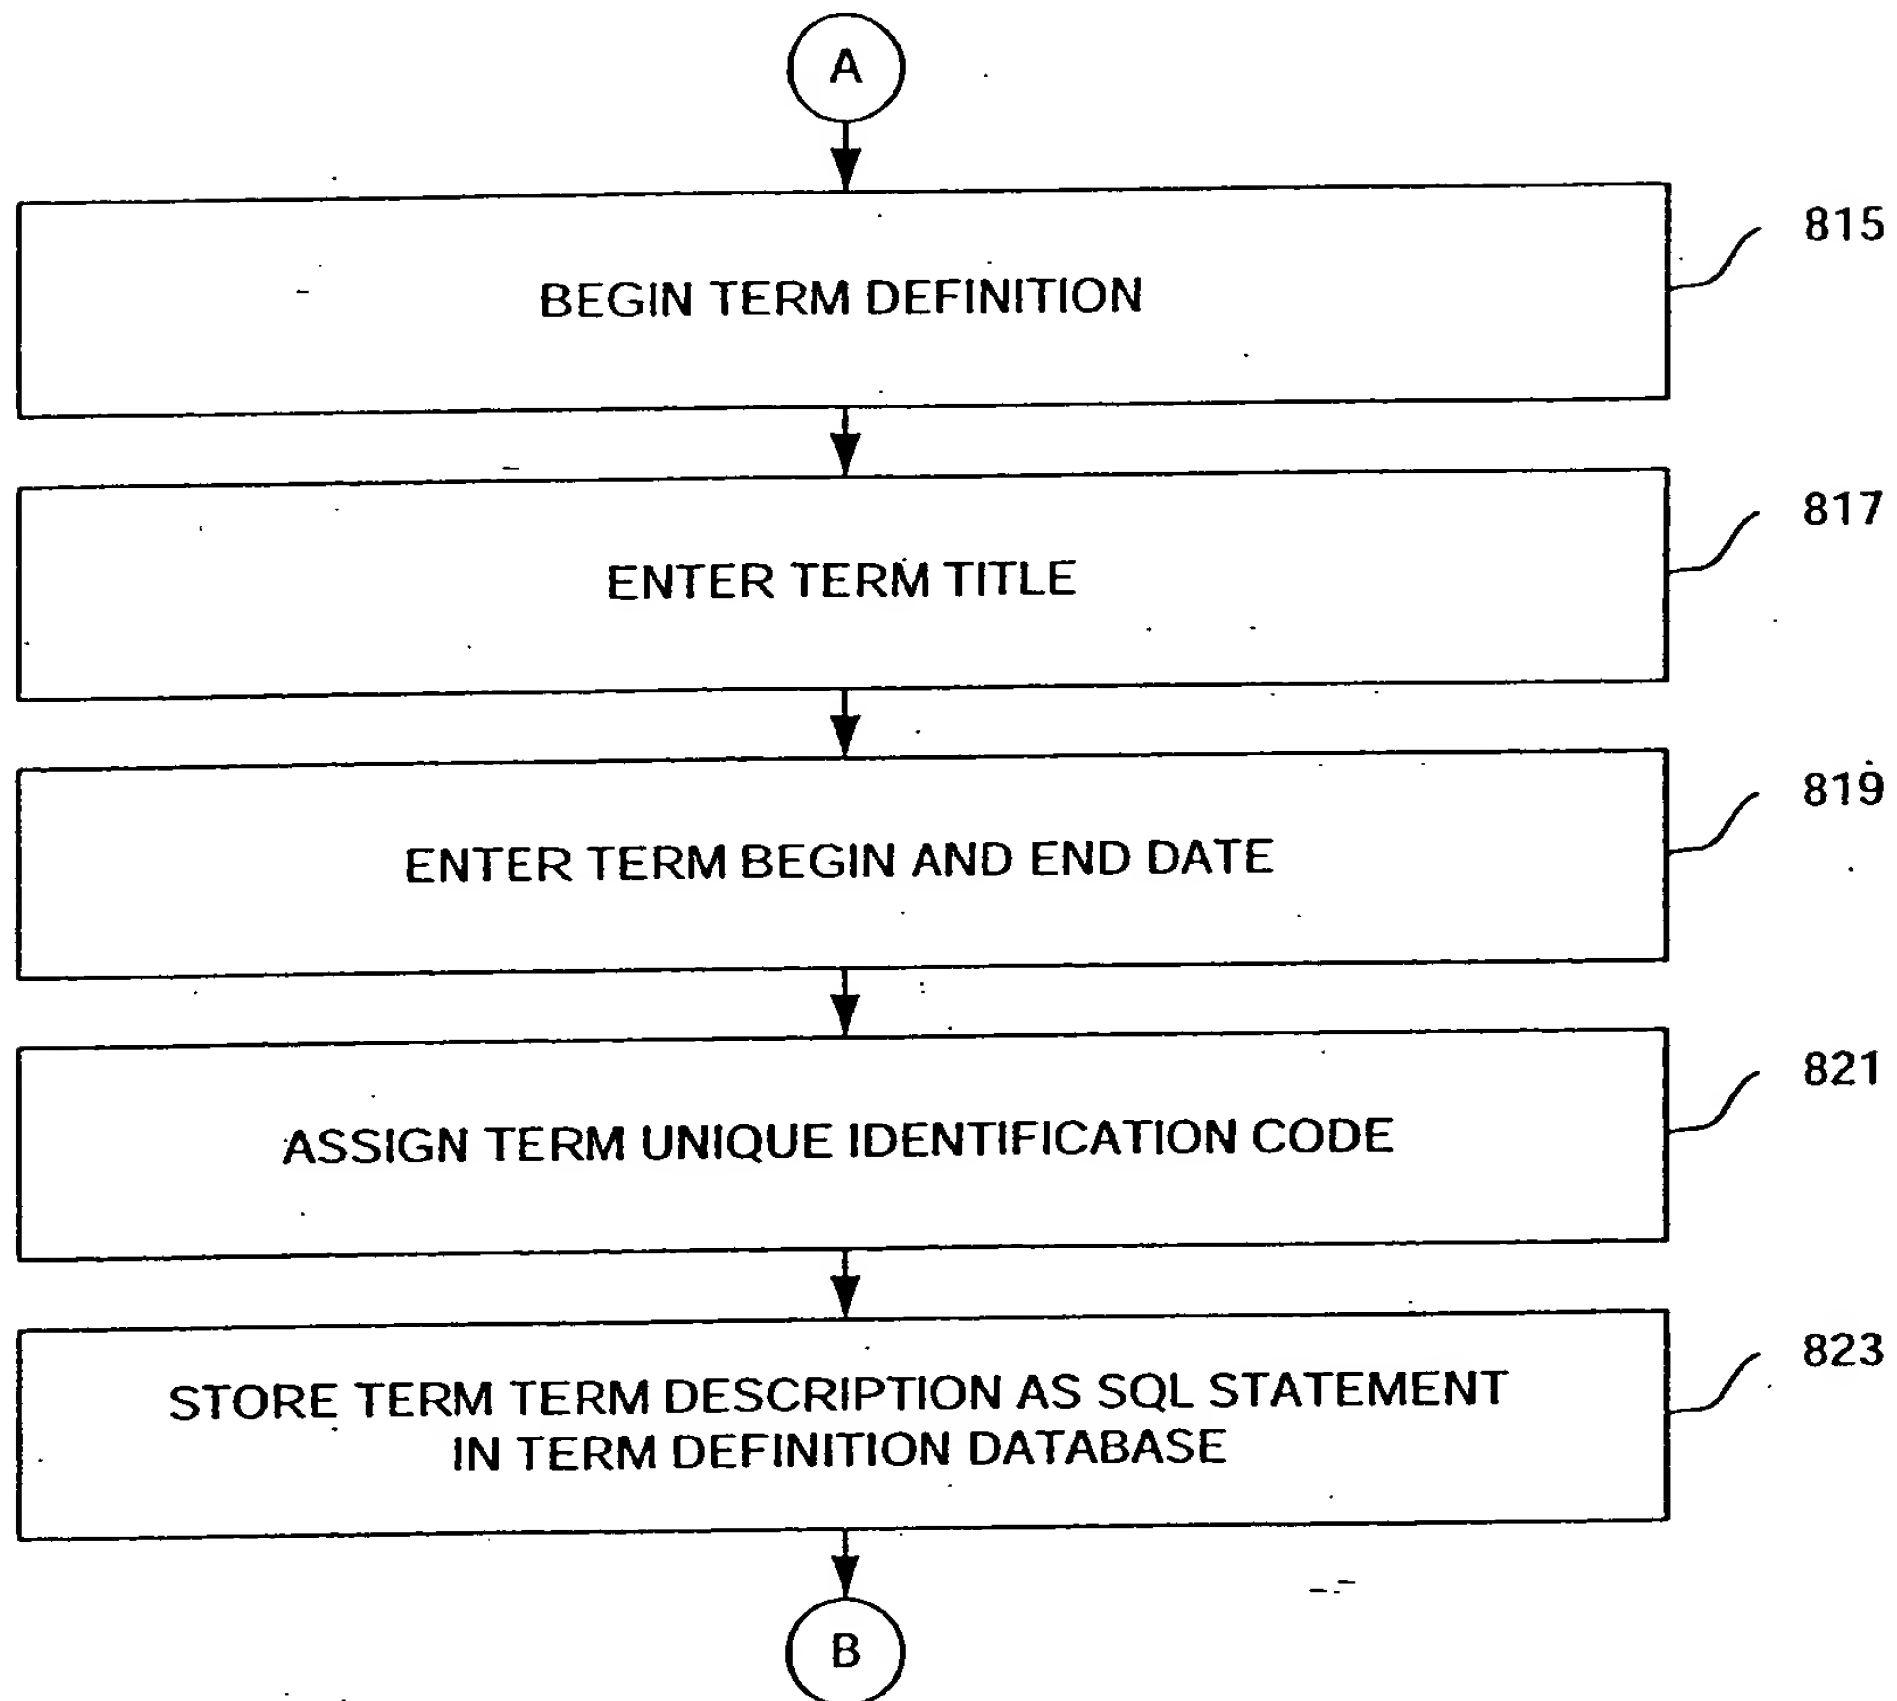 A
815
BEGIN TERM DEFINITION
817
ENTER TERM TITLE
819
ENTER TERM BEGIN AND END DATE
821
ASSIGN TERM UNIQUE IDENTIFICATION CODE
823
STORE TERM TERM DESCRIPTION AS SQL STATEMENT
IN TERM DEFINITION DATABASE
B